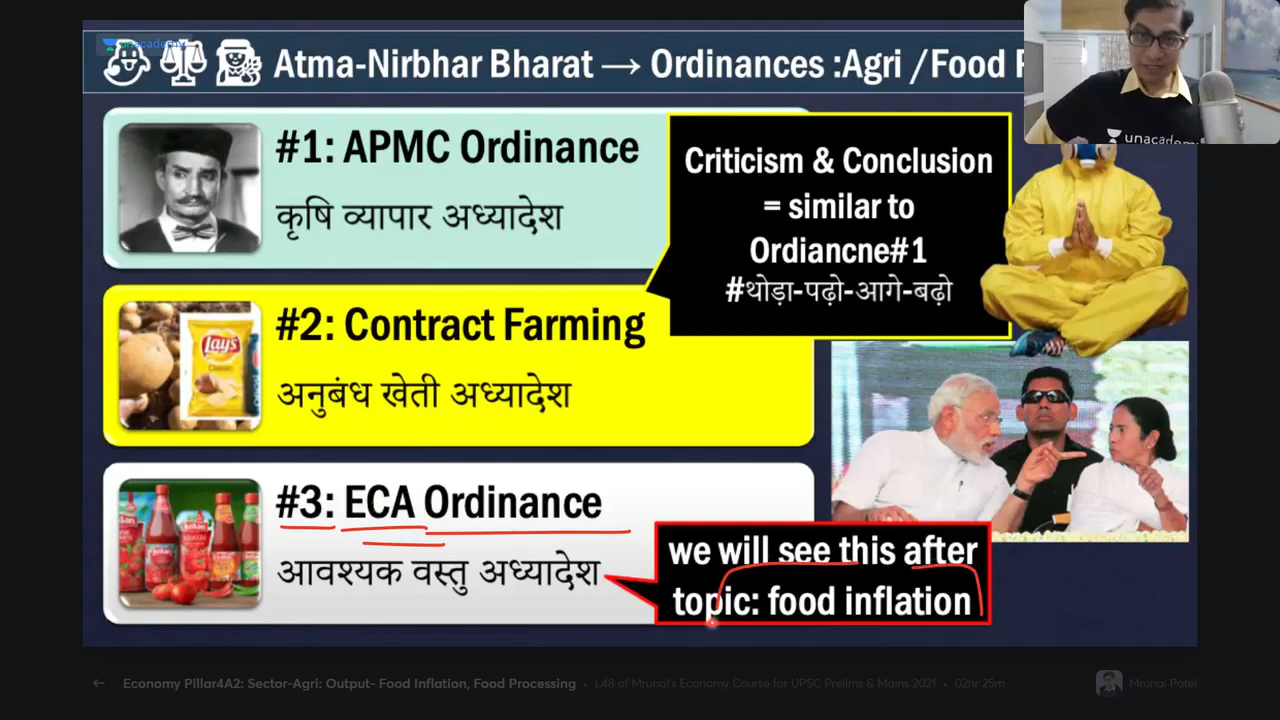 unacademy
Atma-Nirbhar Bharat → Ordinances :Agri /Food
#1: APMC Ordinance
कृषि व्यापार अध्यादेश
#2: Contract Farming
अनुबंध खेती अध्यादेश
#3: ECA Ordinance
आवश्यक वस्तु अध्यादेश
Criticism & Conclusion
= similar to
Ordiancne#1
#थोड़ा-पढ़ो-आगे-बढ़ो
we will see this after
topic: food inflation
Lay's
Classic
unacademy
← Economy Pillar4A2: Sector-Agri: Output- Food Inflation, Food Processing • L48 of Mrunal's Economy Course for UPSC Prelims & Mains 2021 • 02hr 25m Mrunal Patel